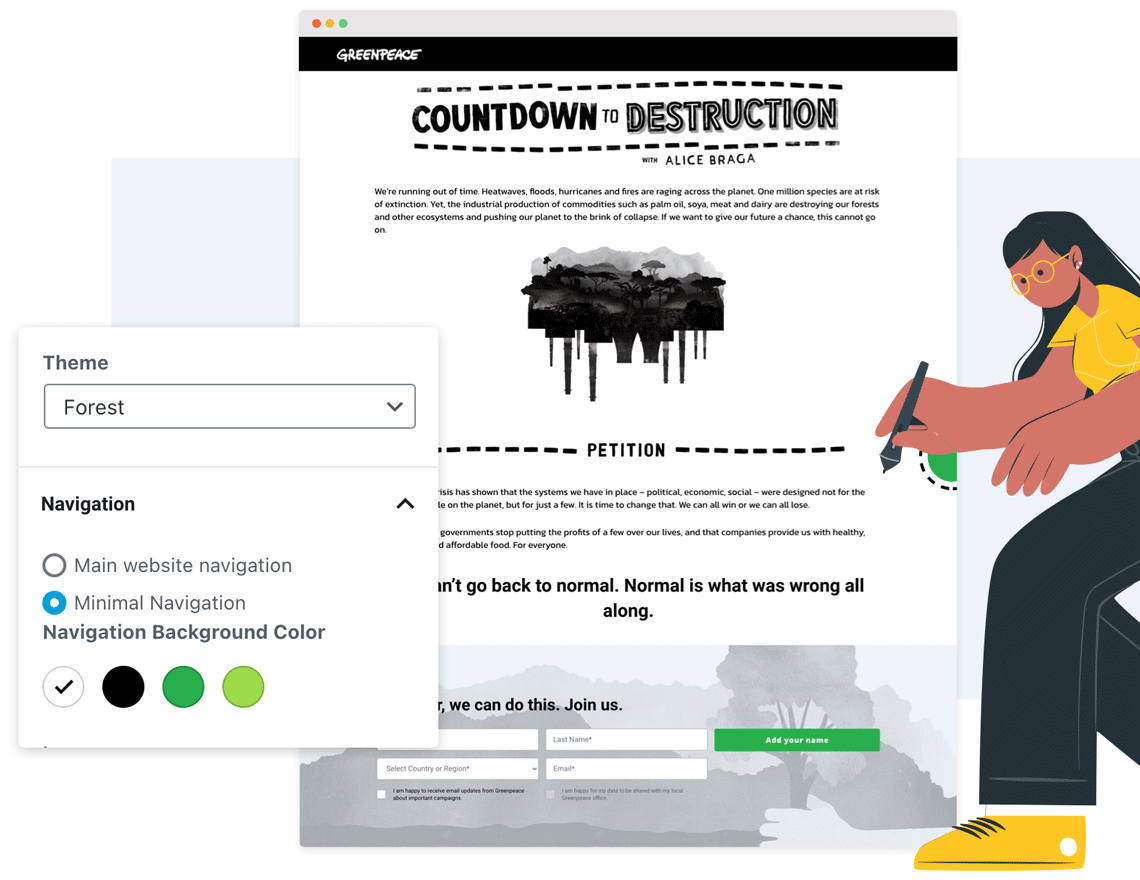 GREENPEACE
COUNTDOWN TO DESTRUCTION
WITH ALICE BRAGA
We're running out of time. Heatwaves, floods, hurricanes and fires are raging across the planet. One million species are at risk
of extinction. Yet, the industrial production of commodities such as palm oil, soya, meat and dairy are destroying our forests
and other ecosystems and pushing our planet to the brink of collapse. If we want to give our future a chance, this cannot go
on.
Theme
Forest
Navigation
Main website navigation
Minimal Navigation
Navigation Background Color
PETITION
has shown that the systems we have in place – political, economic, social – were designed not for the
on the planet, but for just a few. It is time to change that. We can all win or we can all lose.
governments stop putting the profits of a few over our lives, and that companies provide us with healthy,
affordable food. For everyone.
go back to normal. Normal is what was wrong all
along.
we can do this. Join us.
Last Name*
Add your name
Select Country or Region*
Email*
I am happy to receive email updates from Greenpeace
about important campaigns.
I am happy for my data to be shared with my local
Greenpeace office.